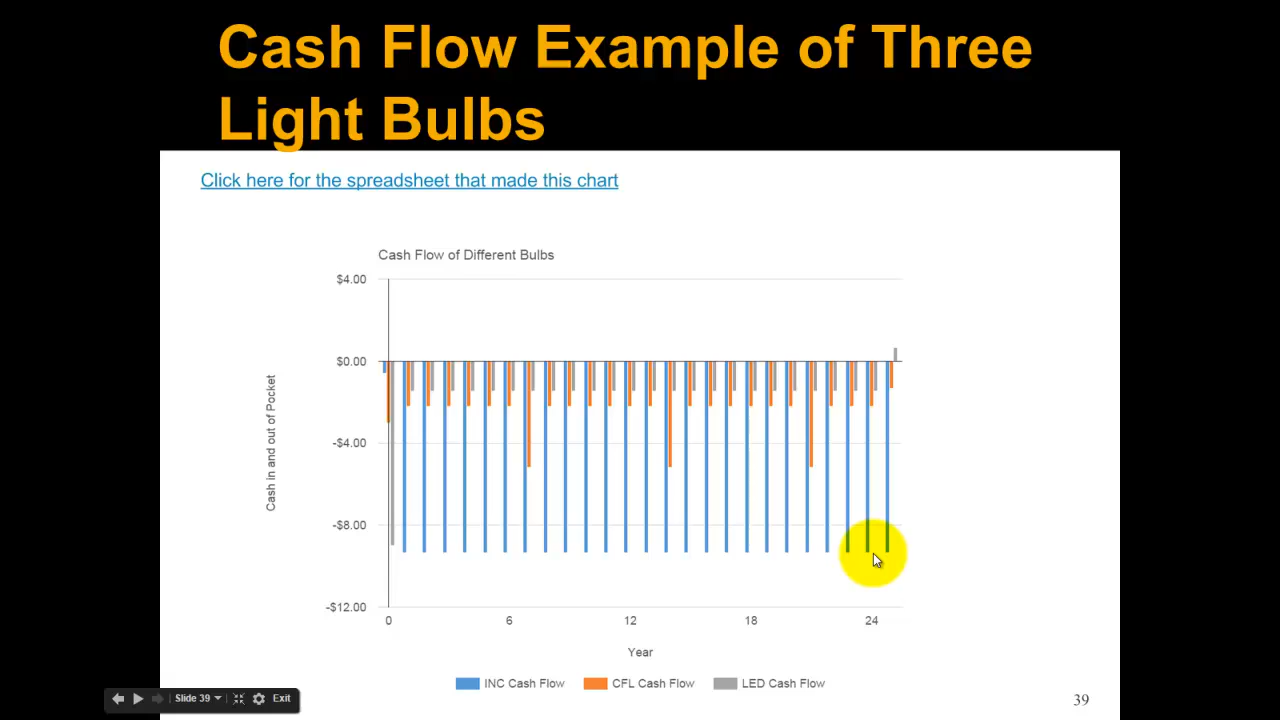 Cash Flow Example of Three
Light Bulbs
Click here for the spreadsheet that made this chart
Cash Flow of Different Bulbs
$4.00
$0.00
-$4.00
-$8.00
-$12.00
Cash in and out of Pocket
0 6 12 18 24
Year
INC Cash Flow CFL Cash Flow LED Cash Flow
Slide 39 Exit
39